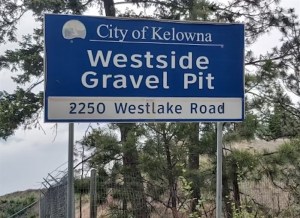 City of Kelowna
Westside
Gravel Pit
2250 Westlake Road